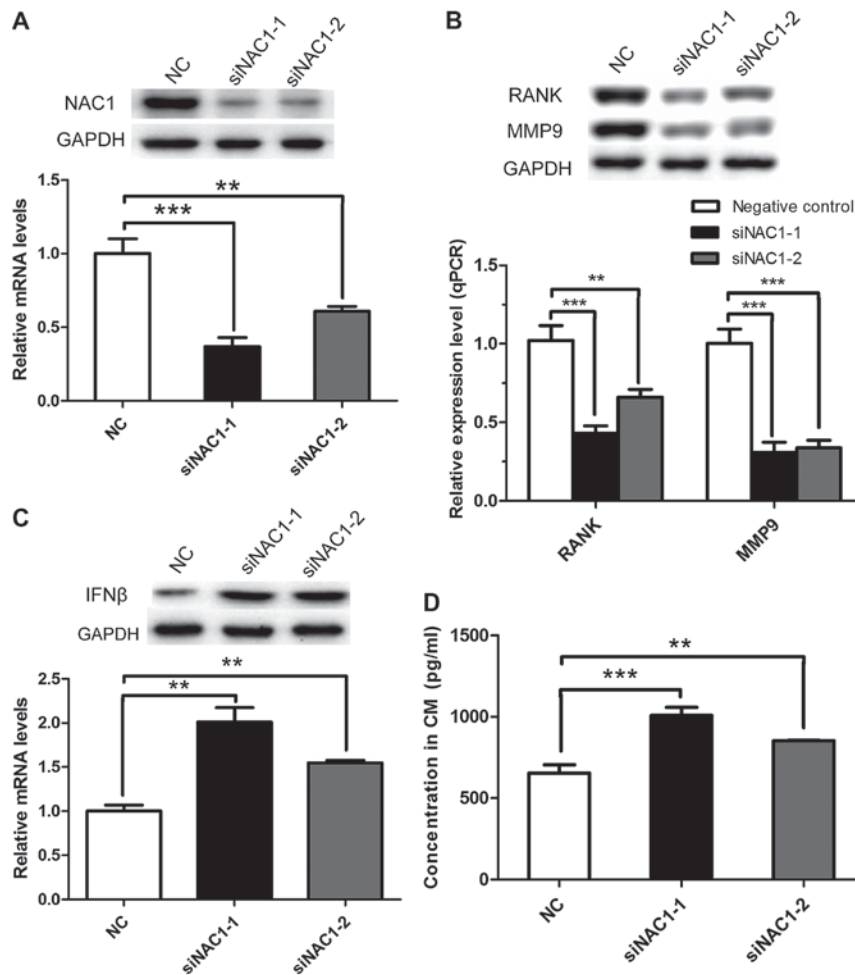 A
NC
siNAC1-1
siNAC1-2
NAC1
GAPDH
Relative mRNA levels
1.5
1.0
0.5
0.0
**
***
NC
siNAC1-1
siNAC1-2
B
NC
siNAC1-1
siNAC1-2
RANK
MMP9
GAPDH
Negative control
siNAC1-1
siNAC1-2
Relative expression level (qPCR)
1.5
1.0
0.5
0.0
**
***
***
***
RANK
MMP9
C
NC
siNAC1-1
siNAC1-2
IFNβ
GAPDH
Relative mRNA levels
2.5
2.0
1.5
1.0
0.5
0.0
**
**
NC
siNAC1-1
siNAC1-2
D
Concentration in CM (pg/ml)
1500
1000
500
0
**
***
NC
siNAC1-1
siNAC1-2